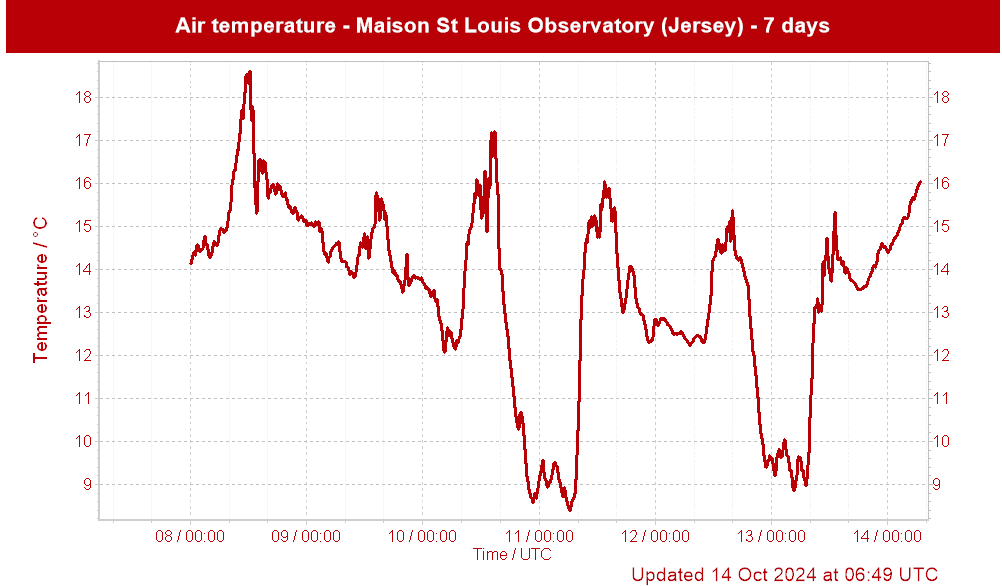 Air temperature - Maison St Louis Observatory (Jersey) - 7 days
Temperature / °C
18 18
17 17
16 16
15 15
14 14
13 13
12 12
11 11
10 10
9 9
08 / 00:00 09 / 00:00 10 / 00:00 11 / 00:00 12 / 00:00 13 / 00:00 14 / 00:00
Time / UTC
Updated 14 Oct 2024 at 06:49 UTC